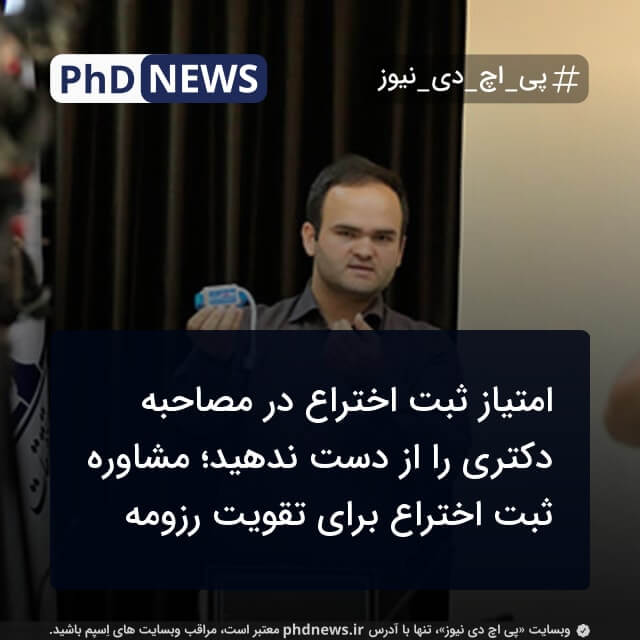 PhD NEWS
#پی_اچ_دی_نیوز
امتیاز ثبت اختراع در مصاحبه
دکتری را از دست ندهید؛ مشاوره
ثبت اختراع برای تقویت رزومه
وبسایت «پی اچ دی نیوز»، تنها با آدرس phdnews.ir معتبر است، مراقب وبسایت های اِسپم باشید.